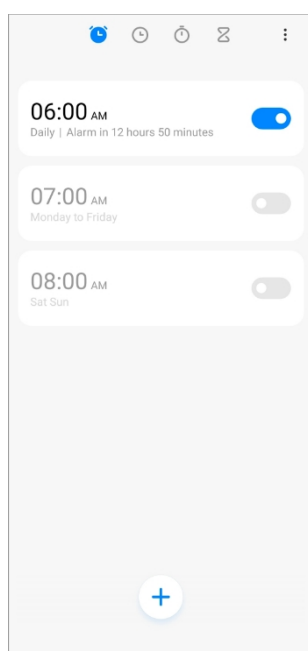 06:00 AM
Daily | Alarm in 12 hours 50 minutes
07:00 AM
Monday to Friday
08:00 AM
Sat Sun